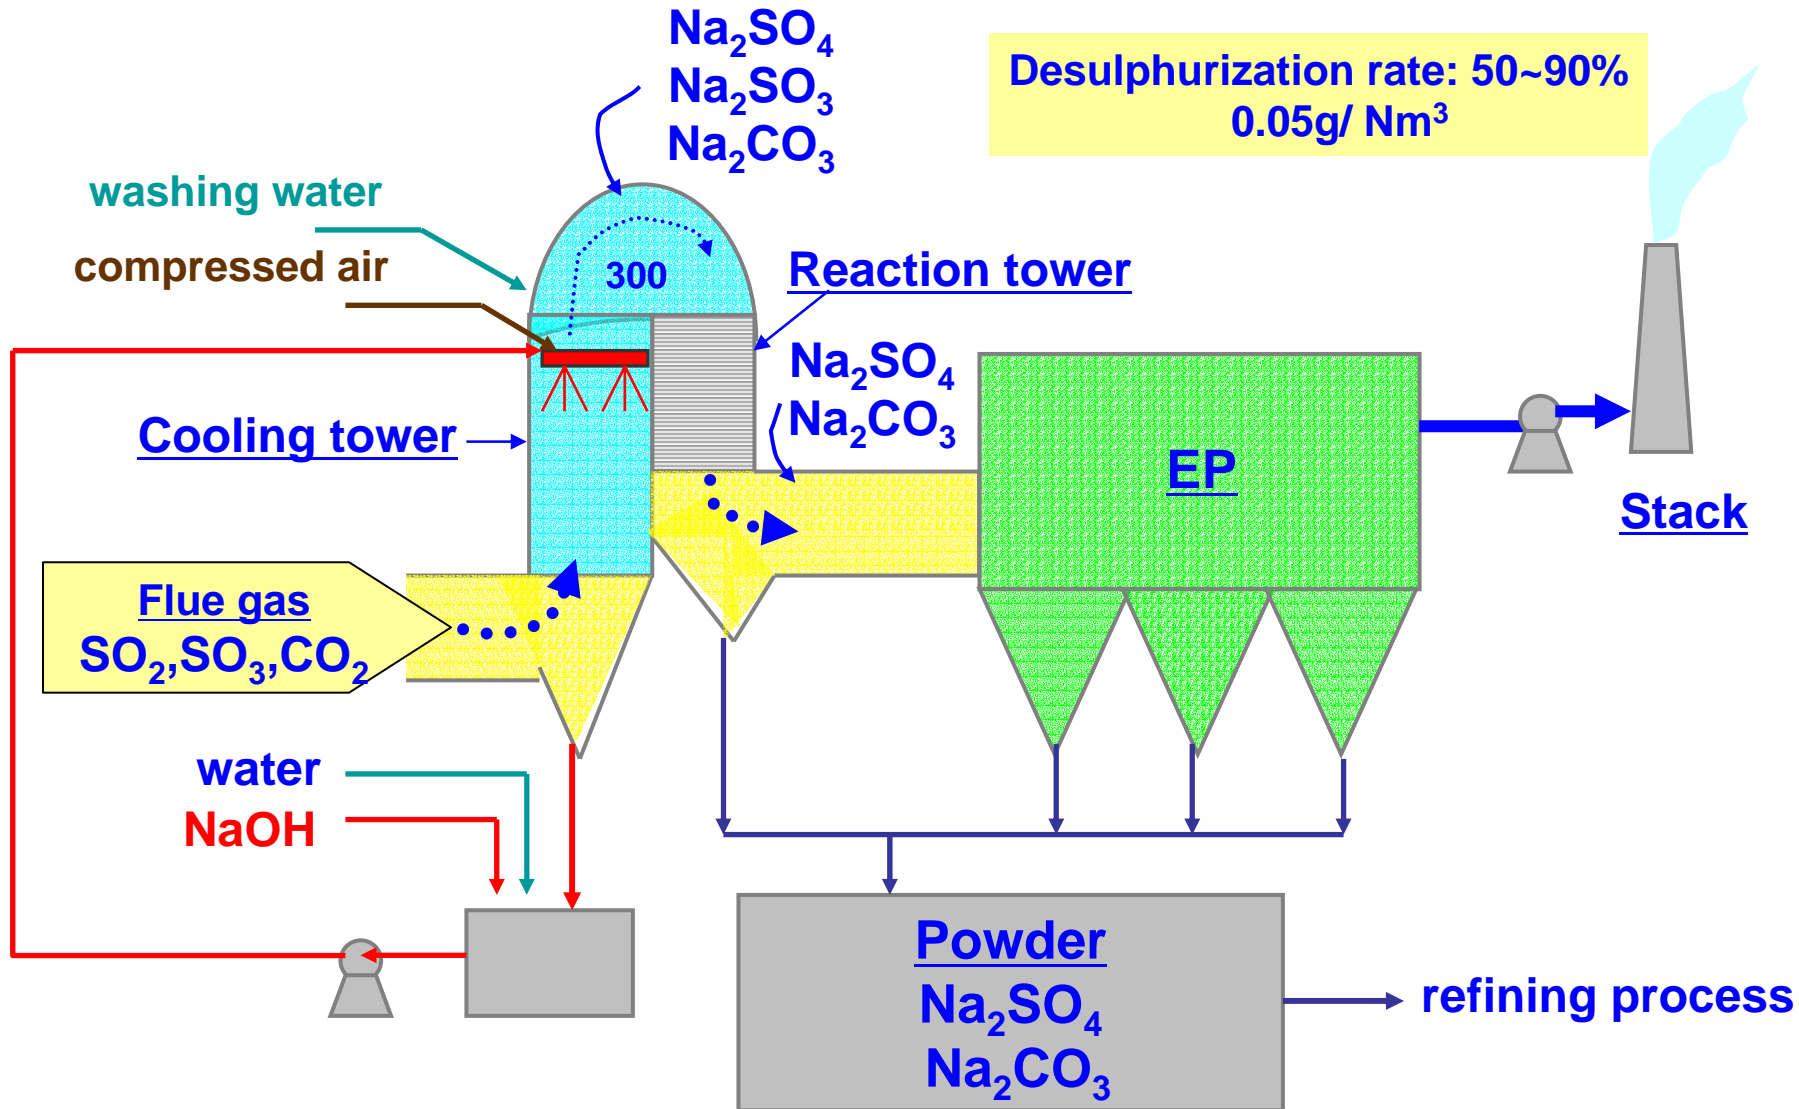 Na₂SO₄
Na₂SO₃
Na₂CO₃
Desulphurization rate: 50~90%
0.05g/ Nm³
washing water
compressed air
300
Reaction tower
Na₂SO₄
Na₂CO₃
Cooling tower
EP
Stack
Flue gas
SO₂,SO₃,CO₂
water
NaOH
Powder
Na₂SO₄
Na₂CO₃
refining process